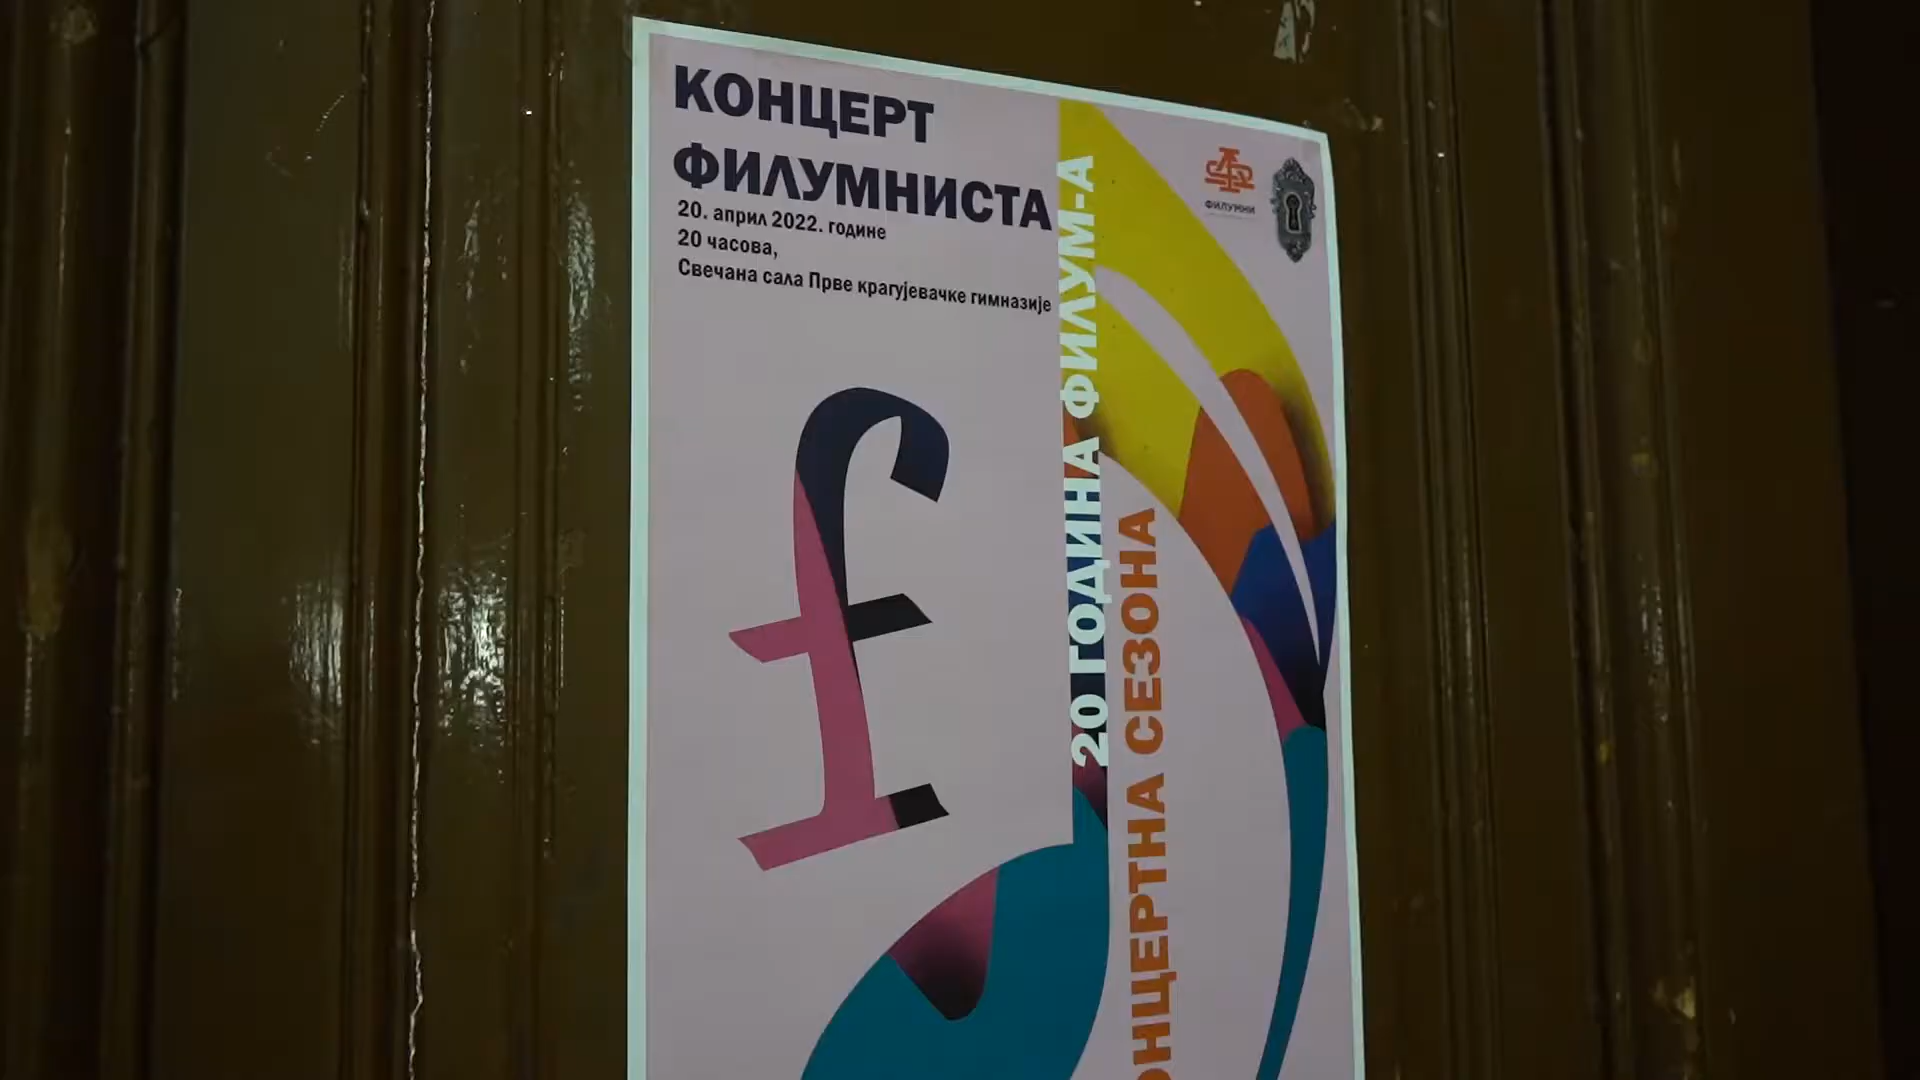 КОНЦЕРТ
ФИЛУМНИСТА
20. април 2022. године
20 часова,
Свечана сала Прве крагујевачке гимназије
ФИЛУМНИ
20 ГОДИНА ФИЛУМ-А
ОНЦЕРТНА СЕЗОНА